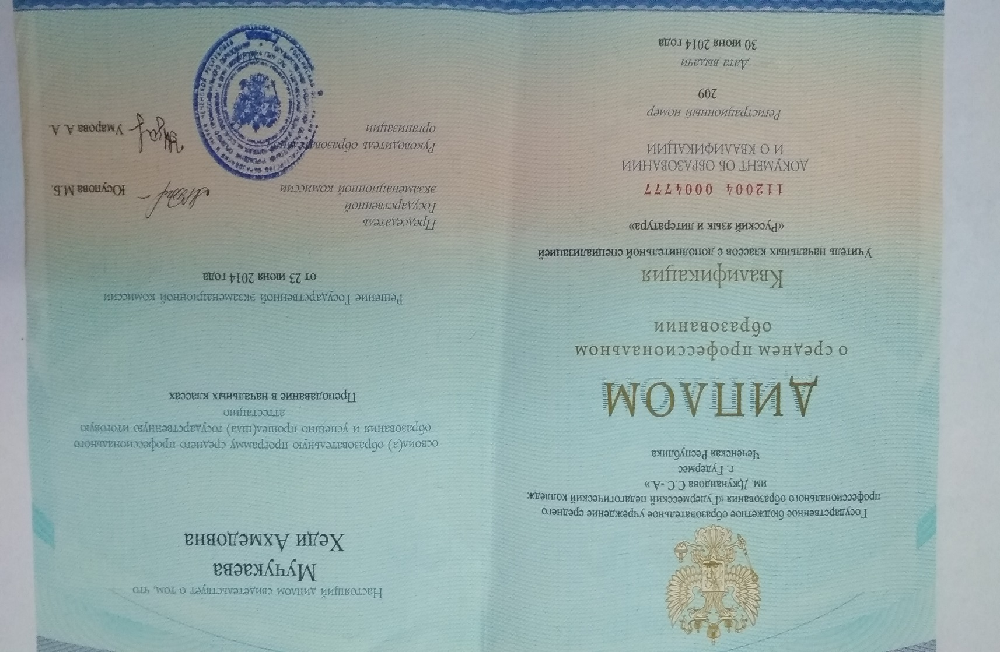 Государственное бюджетное образовательное учреждение среднего
профессионального образования «Гудермесский педагогический колледж
им. Джунаидова С.С.-А.»
г. Гудермес
Чеченская Республика
ДИПЛОМ
о среднем профессиональном
образовании
Квалификация
Учитель начальных классов с дополнительной специализацией
«Русский язык и литература»
112004 0004777
ДОКУМЕНТ ОБ ОБРАЗОВАНИИ
И О КВАЛИФИКАЦИИ
Регистрационный номер
209
Дата выдачи
30 июня 2014 года
Настоящий диплом свидетельствует о том, что
Мучукаева
Хеди Ахмедовна
освоил(а) образовательную программу среднего профессионального
образования и успешно прошел(шла) государственную итоговую
аттестацию
Преподавание в начальных классах
Решение Государственной экзаменационной комиссии
от 23 июня 2014 года
Председатель
Государственной
экзаменационной комиссии
Юсупова М.Б.
Руководитель образовательной
организации
Умарова А. А.